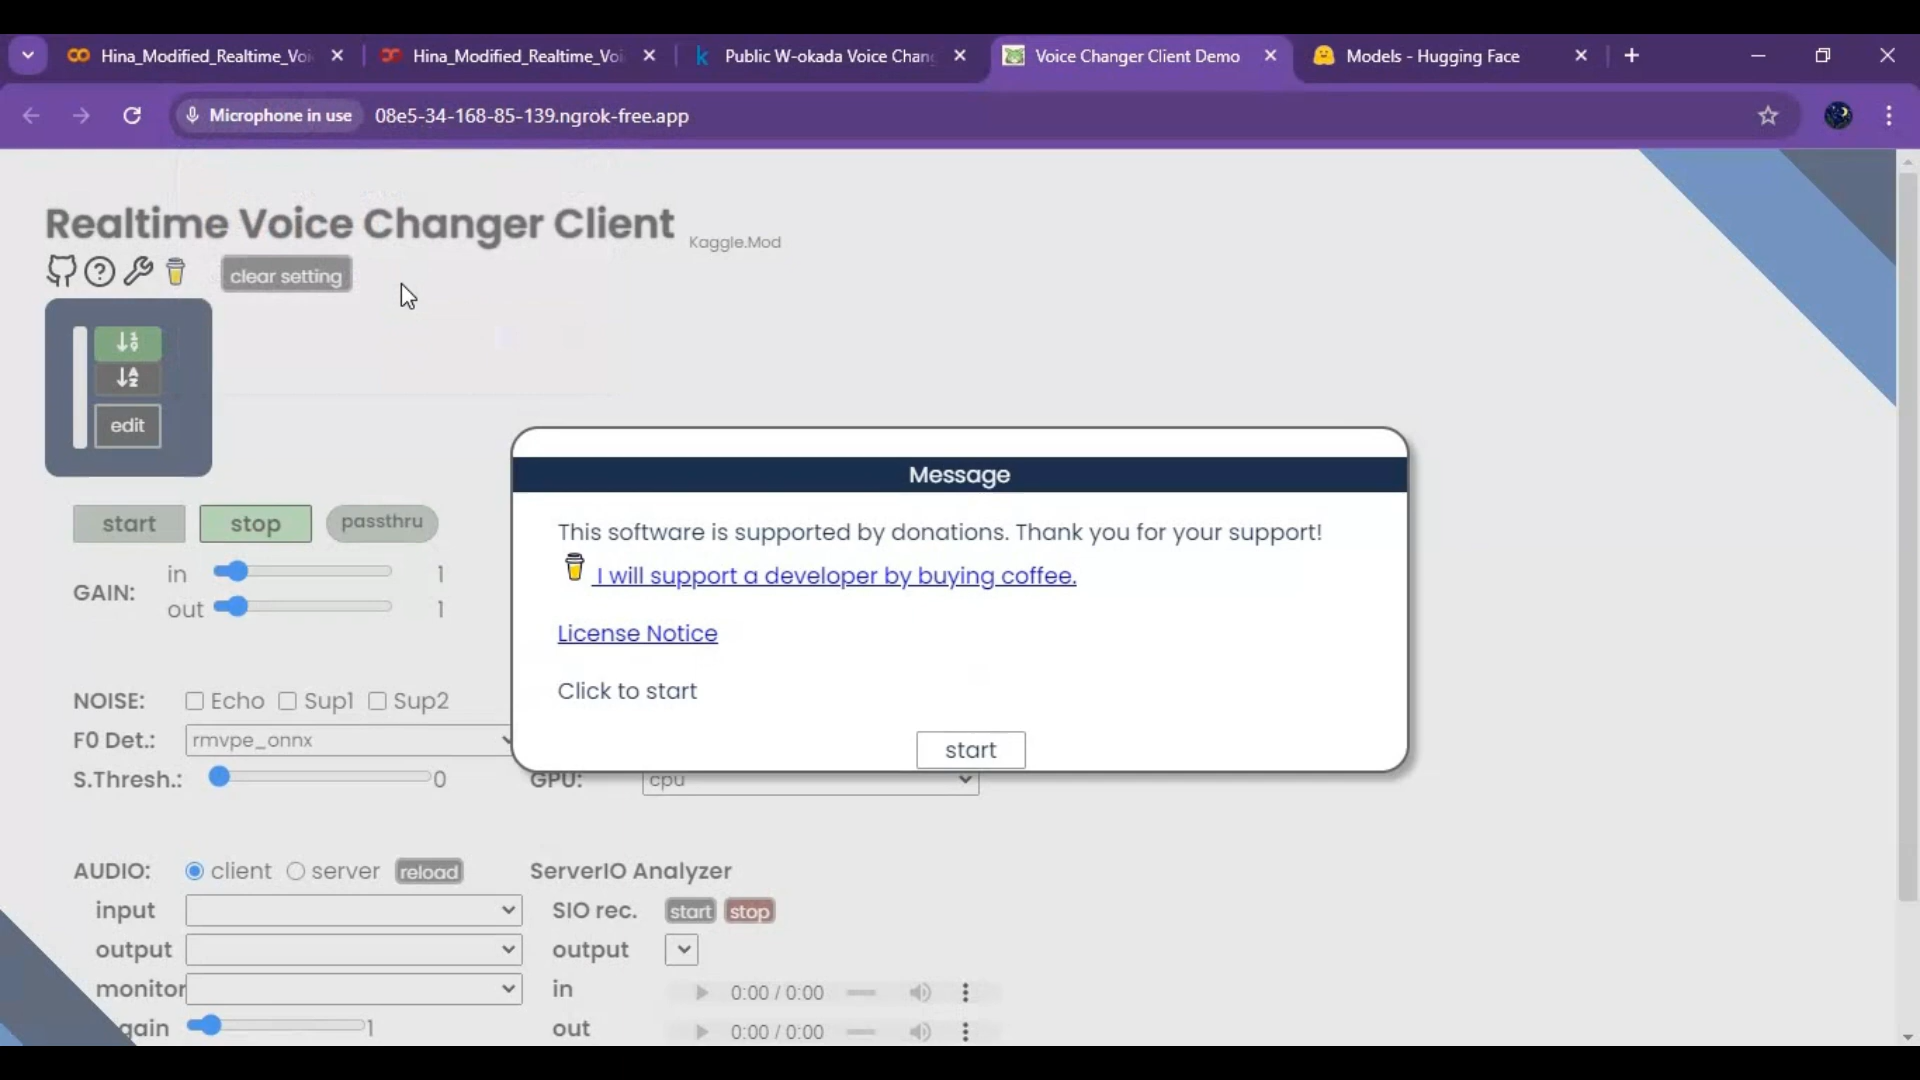 Hina_Modified_Realtime_Voi
Hina_Modified_Realtime_Voi
Public W-okada Voice Chan
Voice Changer Client Demo
Models - Hugging Face
Microphone in use
08e5-34-168-85-139.ngrok-free.app
Realtime Voice Changer Client
Kaggle.Mod
clear setting
edit
start
stop
passthru
GAIN:
in
1
out
1
Message
This software is supported by donations. Thank you for your support!
I will support a developer by buying coffee.
License Notice
Click to start
start
NOISE:
Echo
Sup1
Sup2
F0 Det.:
rmvpe_onnx
S.Thresh.:
0
GPU:
cpu
AUDIO:
client
server
reload
ServerIO Analyzer
input
SIO rec.
start
stop
output
output
monitor
in
0:00 / 0:00
gain
1
out
0:00 / 0:00